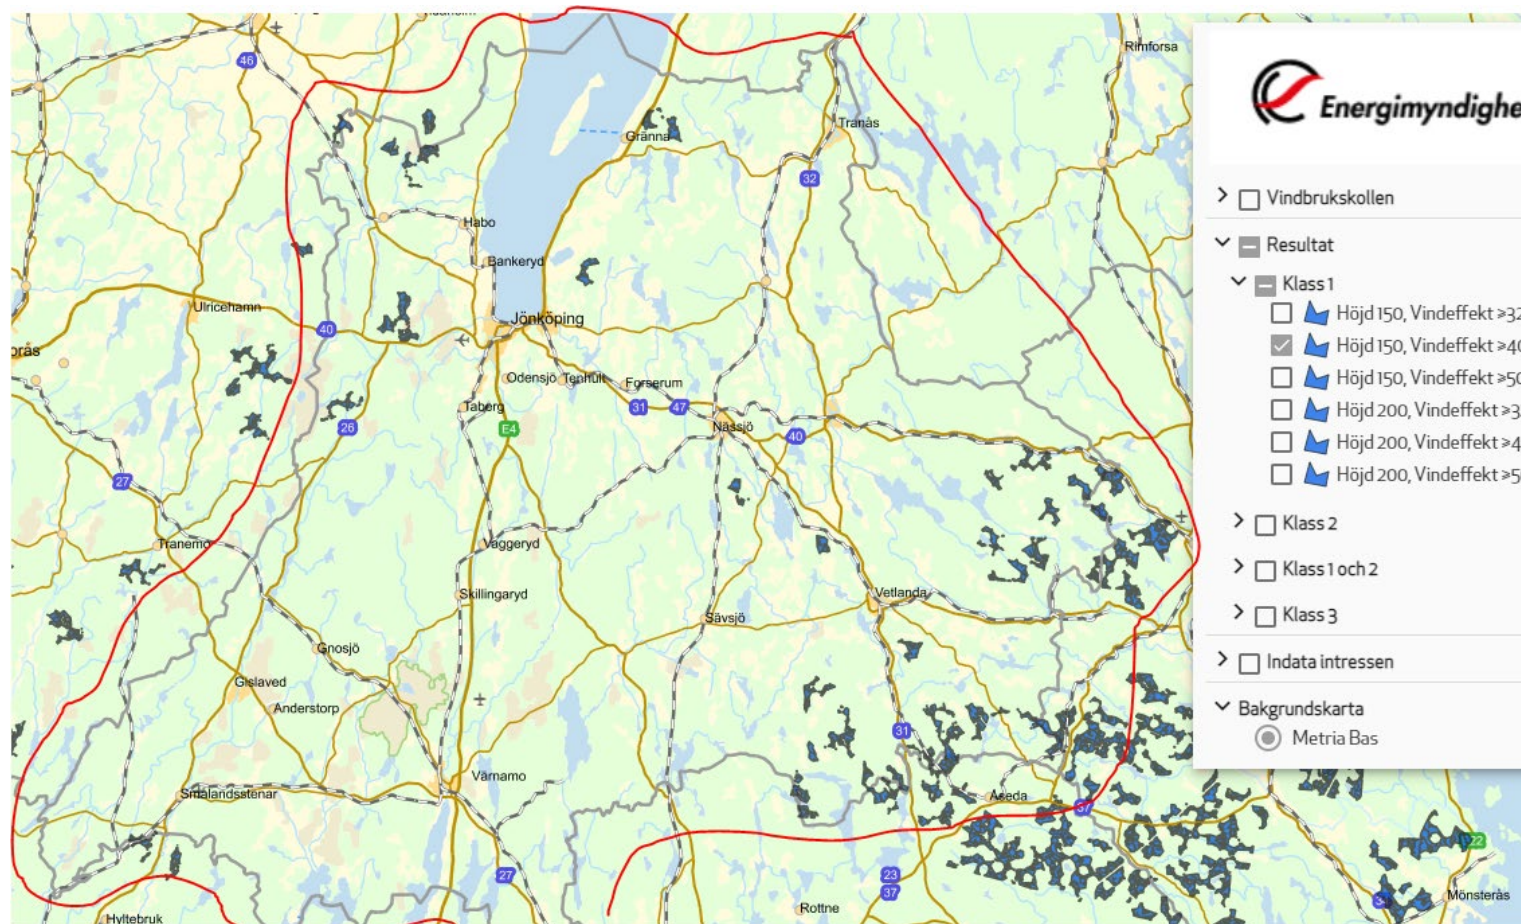 46
Rimforsa
Energimyndighe
Gränna
Tranås
32
Vindbrukskollen
Habo
Resultat
Bankeryd
Klass 1
Ulricehamn
Höjd 150, Vindeffekt ≥32
Jönköping
40
Höjd 150, Vindeffekt ≥40
Odensjö
Tenhult
Forserum
Höjd 150, Vindeffekt ≥50
Taberg
31
47
Höjd 200, Vindeffekt ≥3
26
E4
Nässjö
40
Höjd 200, Vindeffekt ≥4
27
Höjd 200, Vindeffekt ≥5
Klass 2
Tranemo
Vaggeryd
Klass 1 och 2
Skillingaryd
Vetlanda
Klass 3
Sävsjö
Gnosjö
Indata intressen
Gislaved
Anderstorp
Bakgrundskarta
31
Metria Bas
Värnamo
Smålandsstenar
Åseda
37
22
27
23
37
Mönsterås
Rottne
Hyltebruk